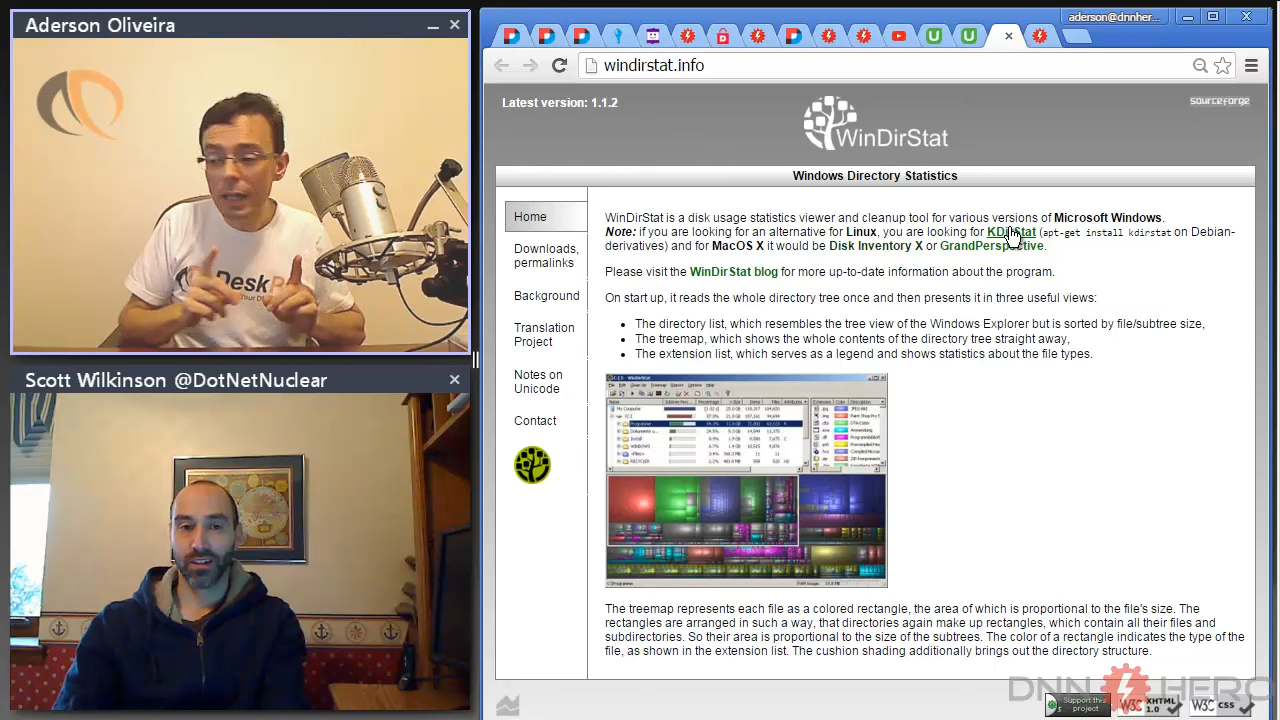 Aderson Oliveira
Scott Wilkinson @DotNetNuclear
aderson@dnnher...
windirstat.info
Latest version: 1.1.2
WinDirStat
sourceforge
Windows Directory Statistics
Home
Downloads,
permalinks
Background
Translation
Project
Notes on
Unicode
Contact
WinDirStat is a disk usage statistics viewer and cleanup tool for various versions of Microsoft Windows.
Note: if you are looking for an alternative for Linux, you are looking for KDirStat (apt-get install kdirstat on Debian-
derivatives) and for MacOS X it would be Disk Inventory X or GrandPerspective.
Please visit the WinDirStat blog for more up-to-date information about the program.
On start up, it reads the whole directory tree once and then presents it in three useful views:
The directory list, which resembles the tree view of the Windows Explorer but is sorted by file/subtree size,
The treemap, which shows the whole contents of the directory tree straight away,
The extension list, which serves as a legend and shows statistics about the file types.
The treemap represents each file as a colored rectangle, the area of which is proportional to the file's size. The
rectangles are arranged in such a way, that directories again make up rectangles, which contain all their files and
subdirectories. So their area is proportional to the size of the subtrees. The color of a rectangle indicates the type of the
file, as shown in the extension list. The cushion shading additionally brings out the directory structure.
DNN HERO
Support this
project
W3C XHTML
1.0
W3C css